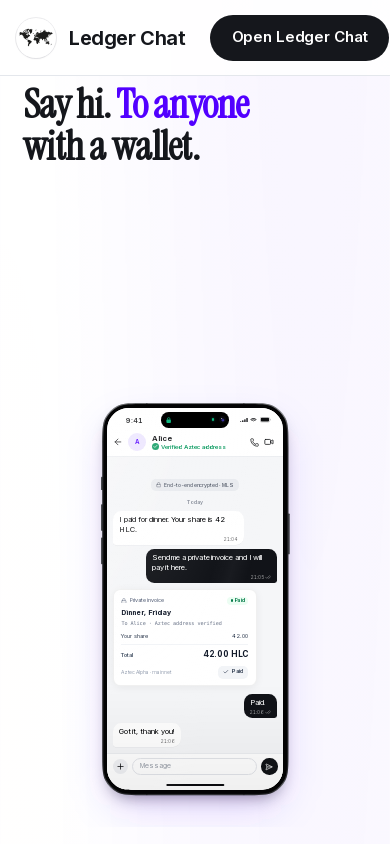 Ledger Chat
Open Ledger Chat
Say hi. To anyone
with a wallet.
9:41
A
Alice
Verified Aztec address
End-to-end encrypted · MLS
Today
I paid for dinner. Your share is 42
HLC.
21:04
Send me a private invoice and I will
pay it here.
21:05
Private invoice
Paid
Dinner, Friday
To Alice · Aztec address verified
Your share
42.00
Total
42.00 HLC
Aztec Alpha · mainnet
Paid
Paid.
21:06
Got it, thank you!
21:06
Message